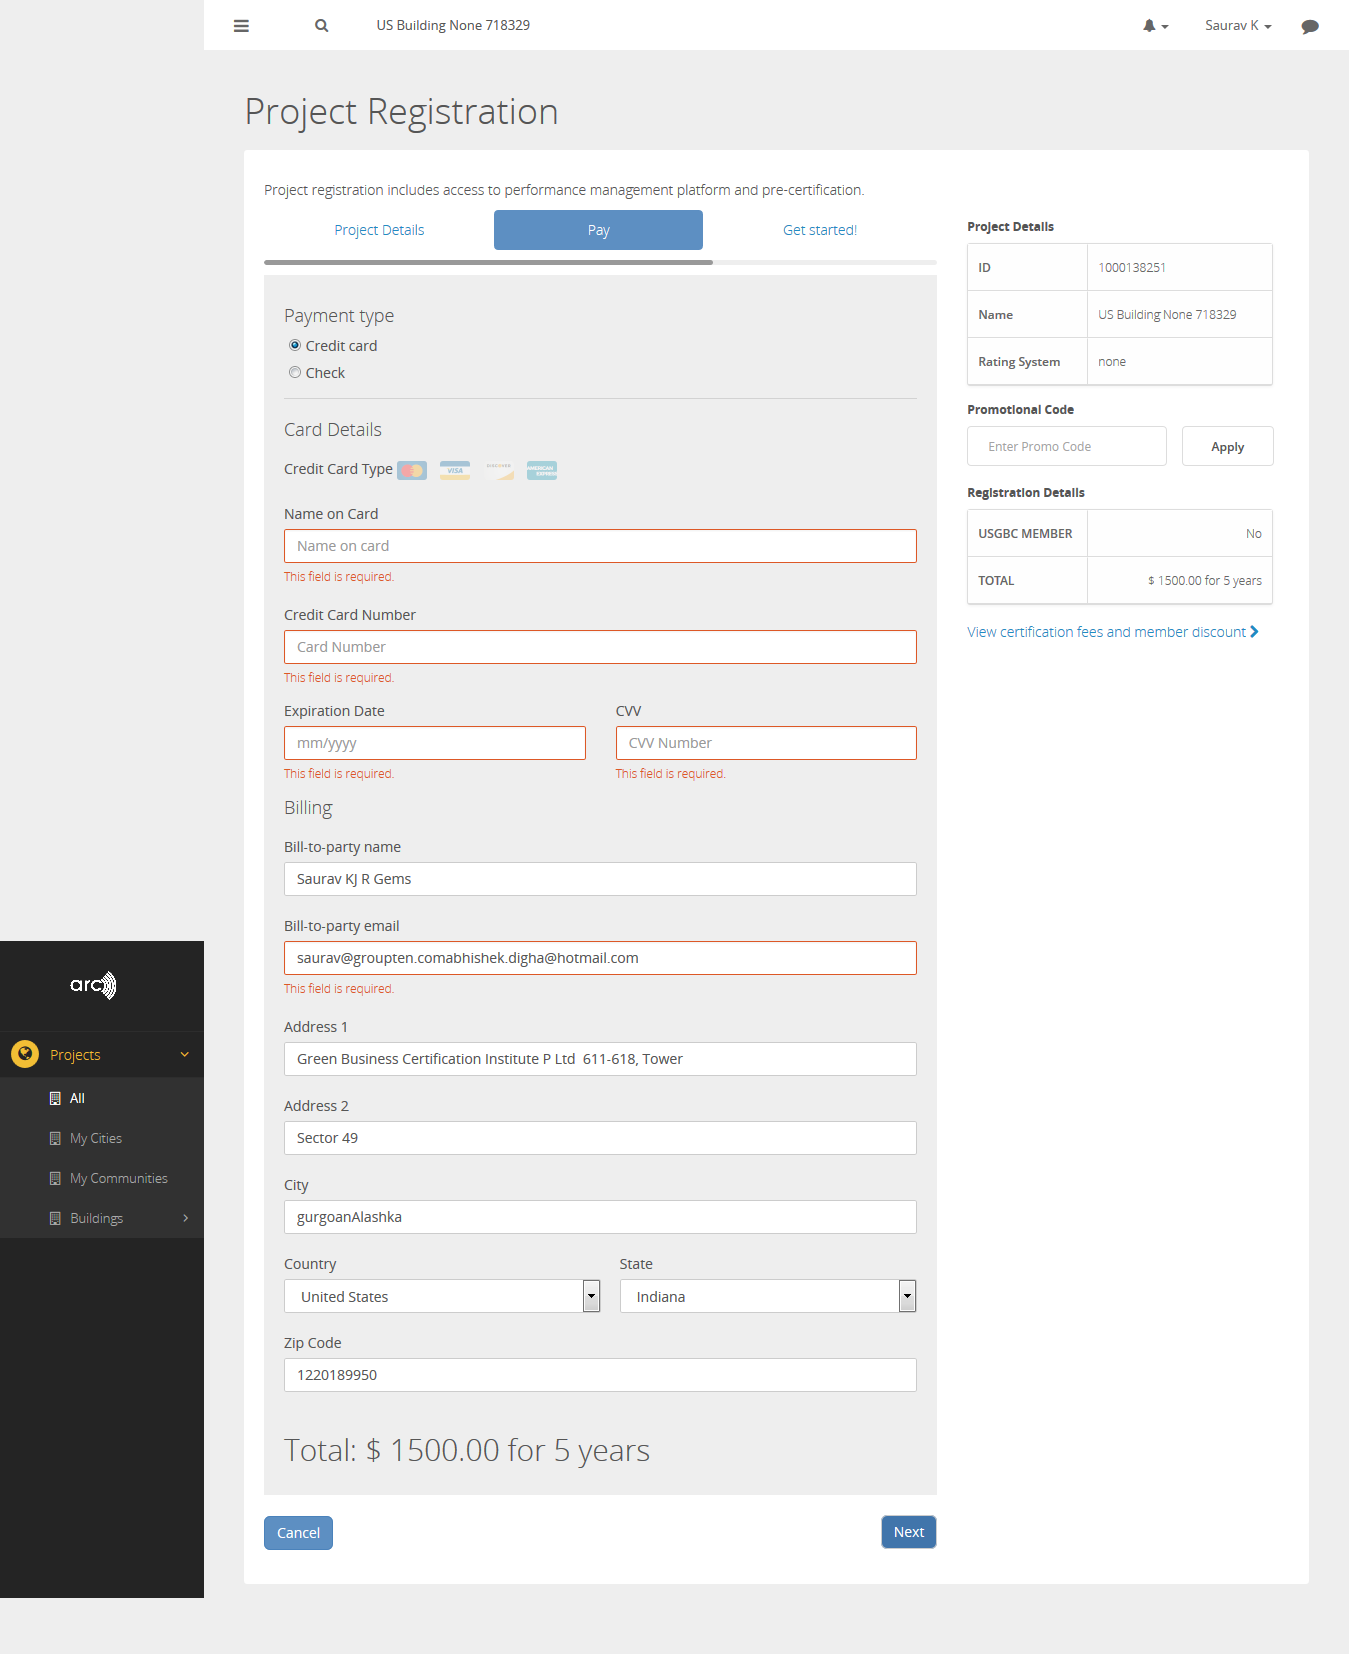 US Building None 718329
Saurav K
Project Registration
Project registration includes access to performance management platform and pre-certification.
Project Details
Pay
Get started!
Payment type
Credit card
Check
Card Details
Credit Card Type
VISA
DISCOVER
AMERICAN
EXPRESS
Name on Card
Name on card
This field is required.
Credit Card Number
Card Number
This field is required.
Expiration Date
CVV
mm/yyyy
CVV Number
This field is required.
This field is required.
Billing
Bill-to-party name
Saurav KJ R Gems
Bill-to-party email
saurav@groupten.comabhishek.digha@hotmail.com
This field is required.
Address 1
Green Business Certification Institute P Ltd  611-618, Tower
Address 2
Sector 49
City
gurgoanAlashka
Country
State
United States
Indiana
Zip Code
1220189950
Total: $ 1500.00 for 5 years
Cancel
Next
Project Details
ID
1000138251
Name
US Building None 718329
Rating System
none
Promotional Code
Enter Promo Code
Apply
Registration Details
USGBC MEMBER
No
TOTAL
$ 1500.00 for 5 years
View certification fees and member discount
arc
Projects
All
My Cities
My Communities
Buildings